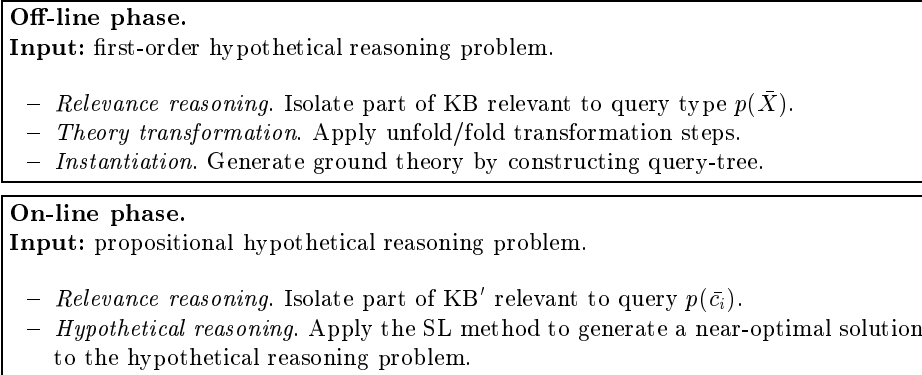 Off-line phase.
Input: first-order hypothetical reasoning problem.
– Relevance reasoning. Isolate part of KB relevant to query type p(X̄).
– Theory transformation. Apply unfold/fold transformation steps.
– Instantiation. Generate ground theory by constructing query-tree.
On-line phase.
Input: propositional hypothetical reasoning problem.
– Relevance reasoning. Isolate part of KB′ relevant to query p(c̄ᵢ).
– Hypothetical reasoning. Apply the SL method to generate a near-optimal solution
to the hypothetical reasoning problem.